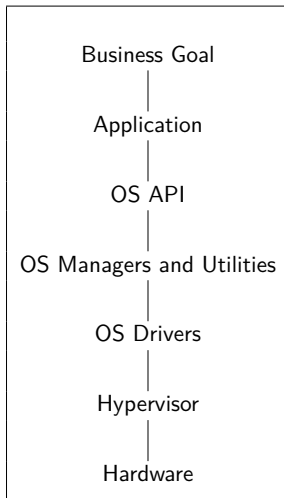 Business Goal
Application
OS API
OS Managers and Utilities
OS Drivers
Hypervisor
Hardware